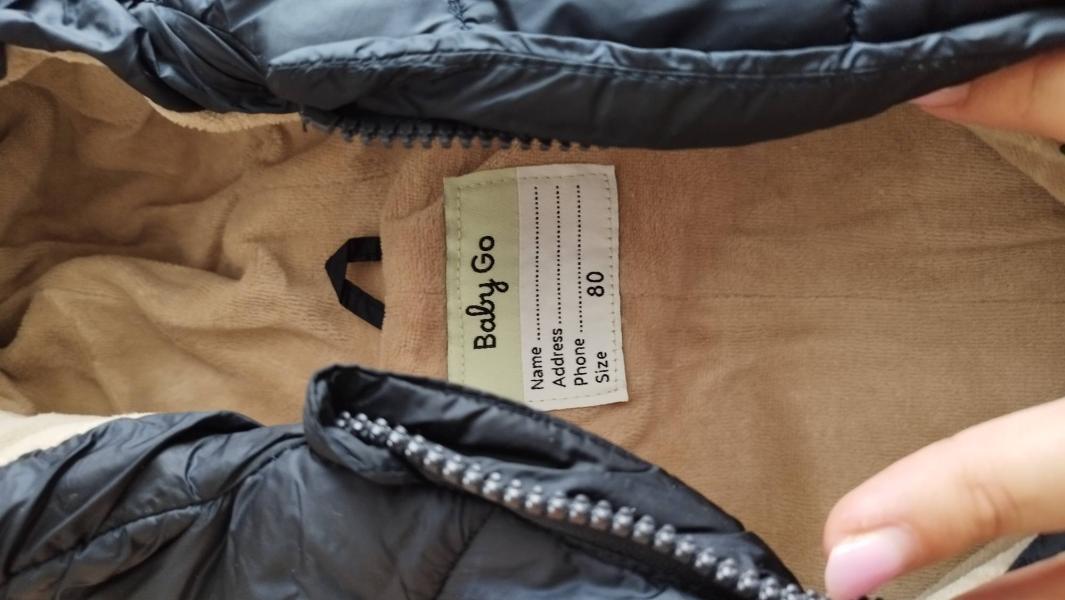 Baby Go
Name ................................
Address ............................
Phone ..............................
Size 80